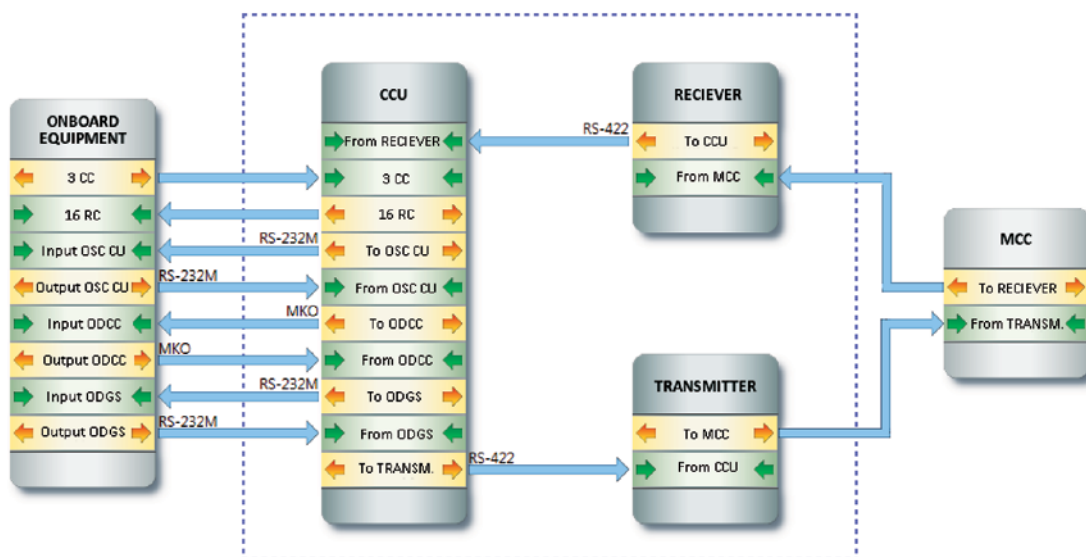 ONBOARD
EQUIPMENT
3 CC
16 RC
Input OSC CU
Output OSC CU
Input ODCC
Output ODCC
Input ODGS
Output ODGS
RS-232M
RS-232M
MKO
MKO
RS-232M
RS-232M
CCU
From RECIEVER
3 CC
16 RC
To OSC CU
From OSC CU
To ODCC
From ODCC
To ODGS
From ODGS
To TRANSM.
RS-422
RS-422
RECIEVER
To CCU
From MCC
TRANSMITTER
To MCC
From CCU
MCC
To RECIEVER
From TRANSM.